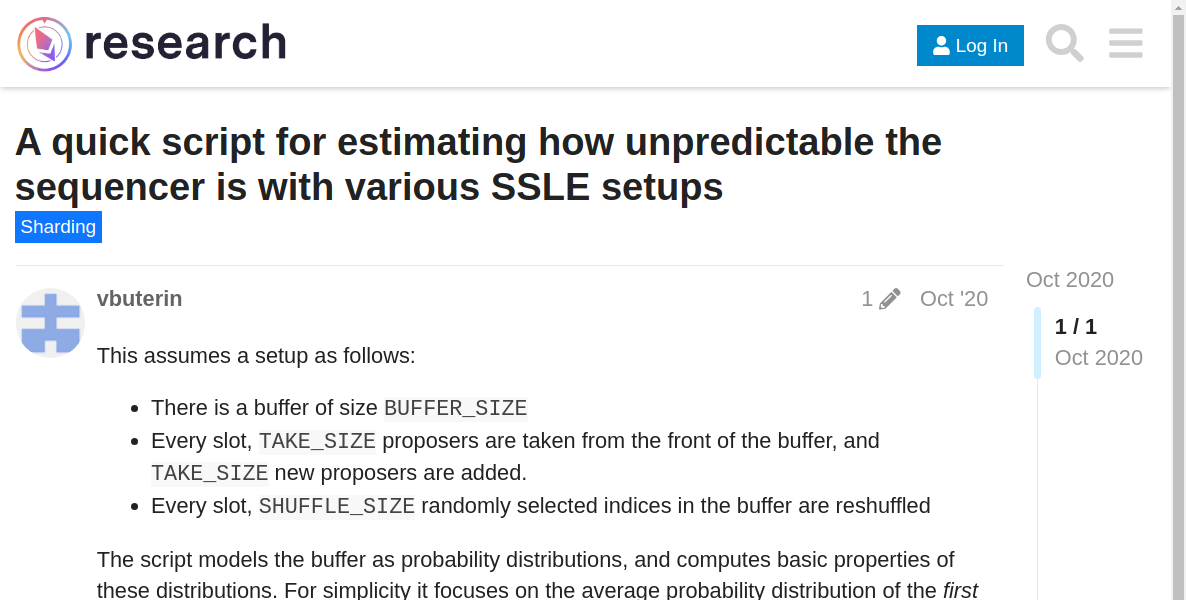 research
Log In
A quick script for estimating how unpredictable the
sequencer is with various SSLE setups
Sharding
vbuterin
1
Oct '20
Oct 2020
1 / 1
Oct 2020
This assumes a setup as follows:
There is a buffer of size BUFFER_SIZE
Every slot, TAKE_SIZE proposers are taken from the front of the buffer, and
TAKE_SIZE new proposers are added.
Every slot, SHUFFLE_SIZE randomly selected indices in the buffer are reshuffled
The script models the buffer as probability distributions, and computes basic properties of
these distributions. For simplicity it focuses on the average probability distribution of the first